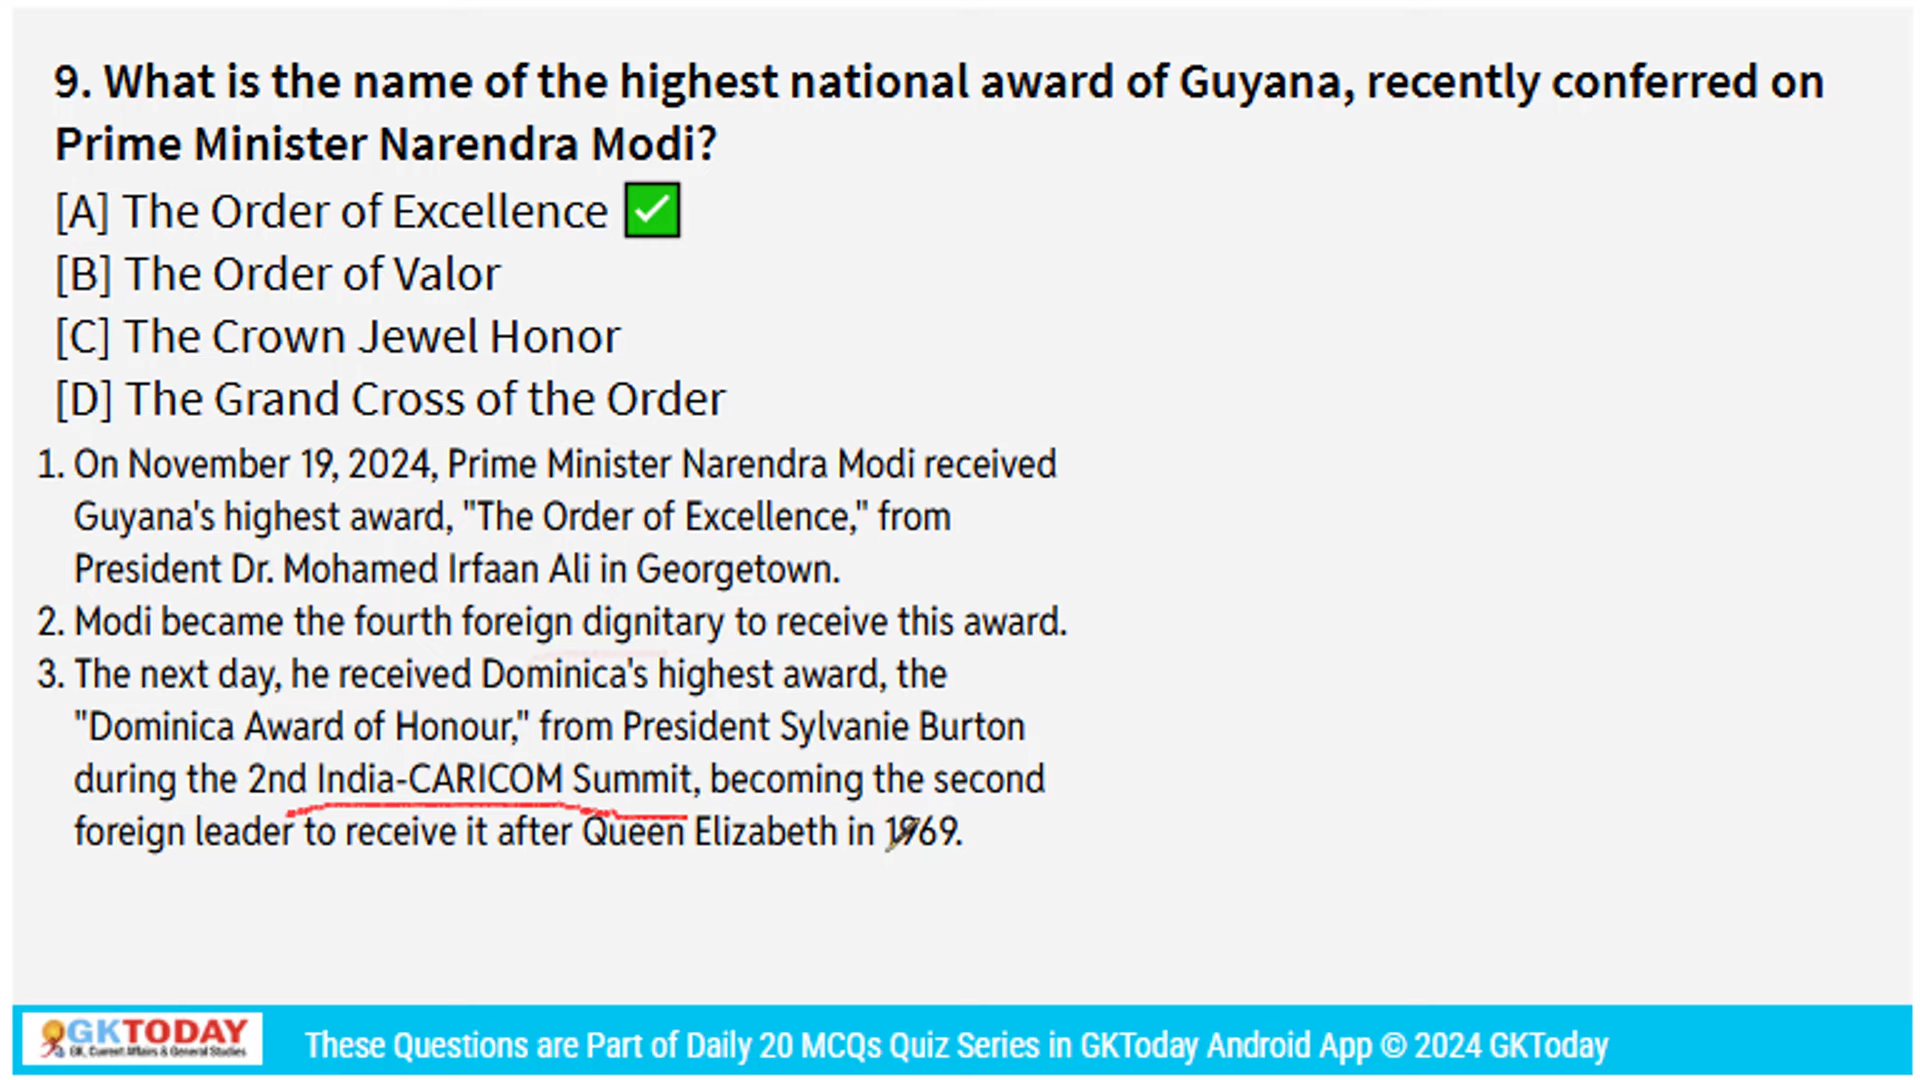 9. What is the name of the highest national award of Guyana, recently conferred on
Prime Minister Narendra Modi?
[A] The Order of Excellence
[B] The Order of Valor
[C] The Crown Jewel Honor
[D] The Grand Cross of the Order
1. On November 19, 2024, Prime Minister Narendra Modi received
Guyana's highest award, "The Order of Excellence," from
President Dr. Mohamed Irfaan Ali in Georgetown.
2. Modi became the fourth foreign dignitary to receive this award.
3. The next day, he received Dominica's highest award, the
"Dominica Award of Honour," from President Sylvanie Burton
during the 2nd India-CARICOM Summit, becoming the second
foreign leader to receive it after Queen Elizabeth in 1969.
GKTODAY
GK, Current Affairs & General Studies
These Questions are Part of Daily 20 MCQs Quiz Series in GKToday Android App © 2024 GKToday